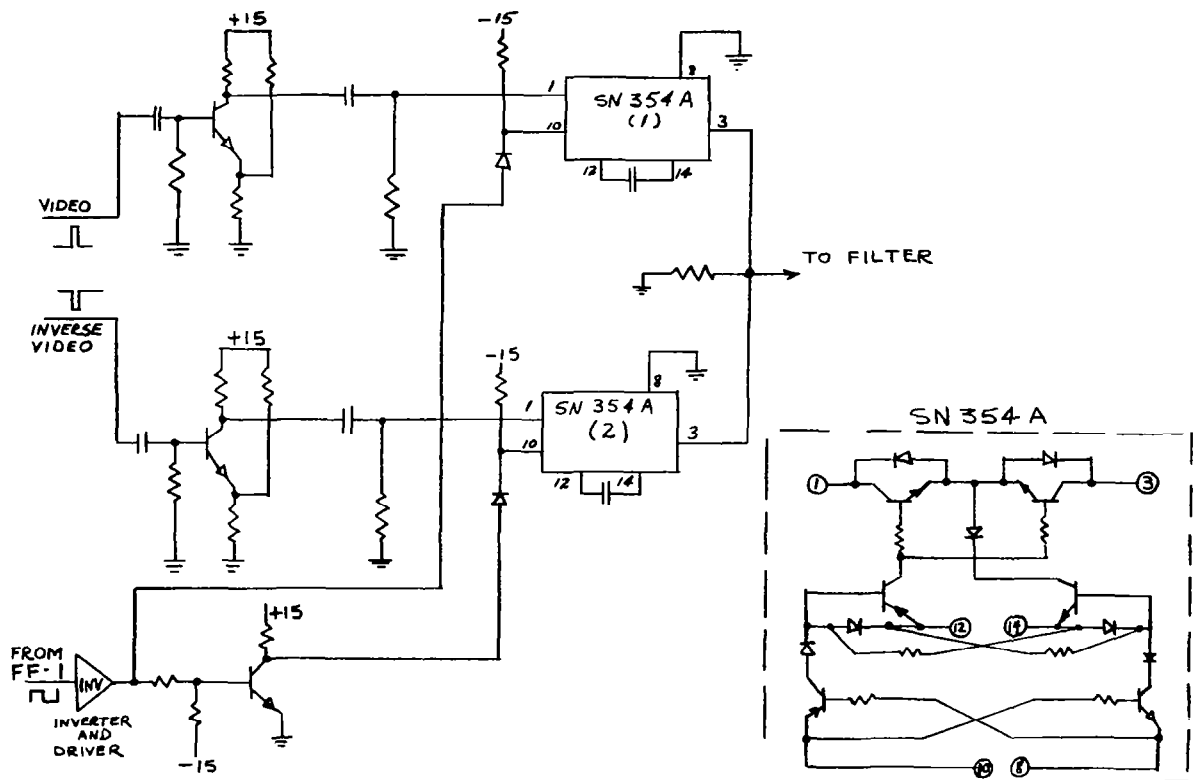 +15
-15
8
1
SN 354 A
(1)
10
3
12
14
VIDEO
TO FILTER
INVERSE
VIDEO
+15
-15
8
1
SN 354 A
(2)
10
3
12
14
SN 354 A
1
3
12
14
10
8
+15
FROM
FF-1
INV
INVERTER
AND
DRIVER
-15